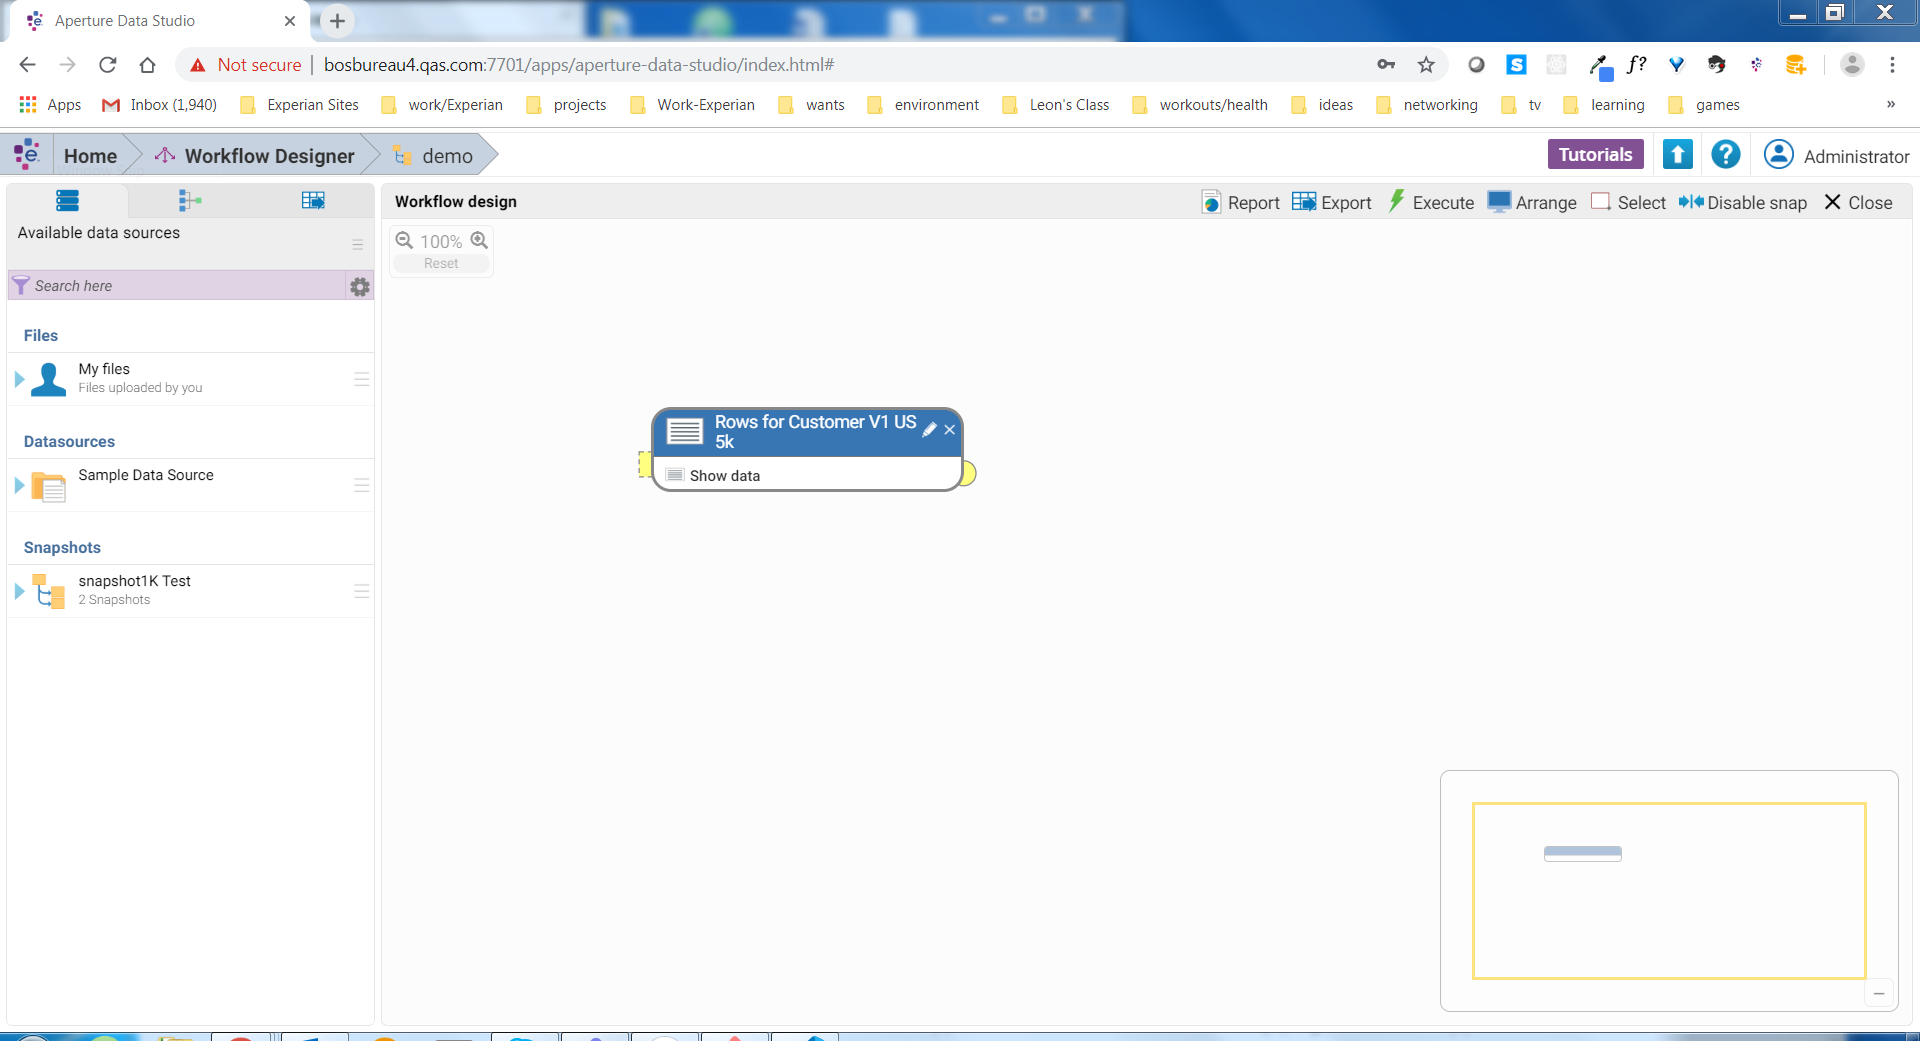 Aperture Data Studio
Not secure | bosbureau4.qas.com:7701/apps/aperture-data-studio/index.html#
Apps
Inbox (1,940)
Experian Sites
work/Experian
projects
Work-Experian
wants
environment
Leon's Class
workouts/health
ideas
networking
tv
learning
games
»
Home
Workflow Designer
demo
Tutorials
Administrator
Available data sources
Search here
Files
My files
Files uploaded by you
Datasources
Sample Data Source
Snapshots
snapshot1K Test
2 Snapshots
Workflow design
Report
Export
Execute
Arrange
Select
Disable snap
Close
100%
Reset
Rows for Customer V1 US
5k
Show data